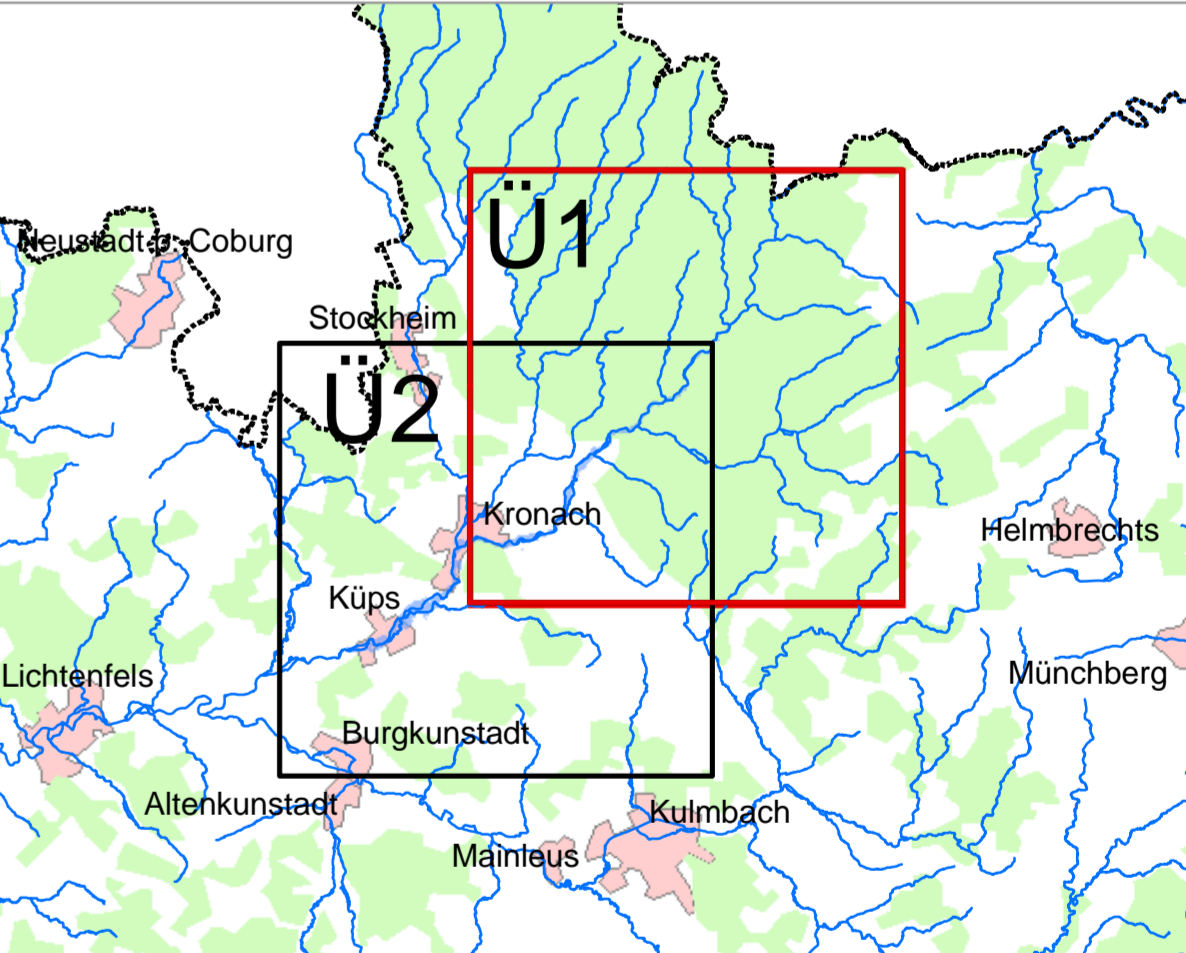 Ü1
Neustadt b. Coburg
Stockheim
Ü2
Kronach
Helmbrechts
Küps
Lichtenfels
Münchberg
Burgkunstadt
Altenkunstadt
Kulmbach
Mainleus